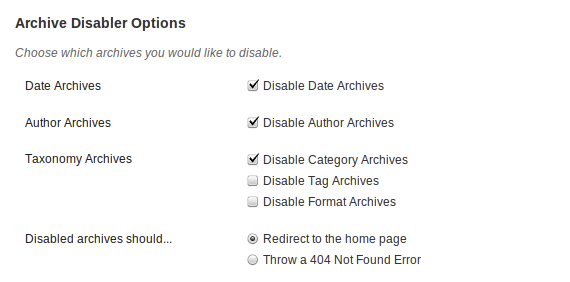 Archive Disabler Options
Choose which archives you would like to disable.
Date Archives Disable Date Archives
Author Archives Disable Author Archives
Taxonomy Archives Disable Category Archives
Disable Tag Archives
Disable Format Archives
Disabled archives should... Redirect to the home page
Throw a 404 Not Found Error